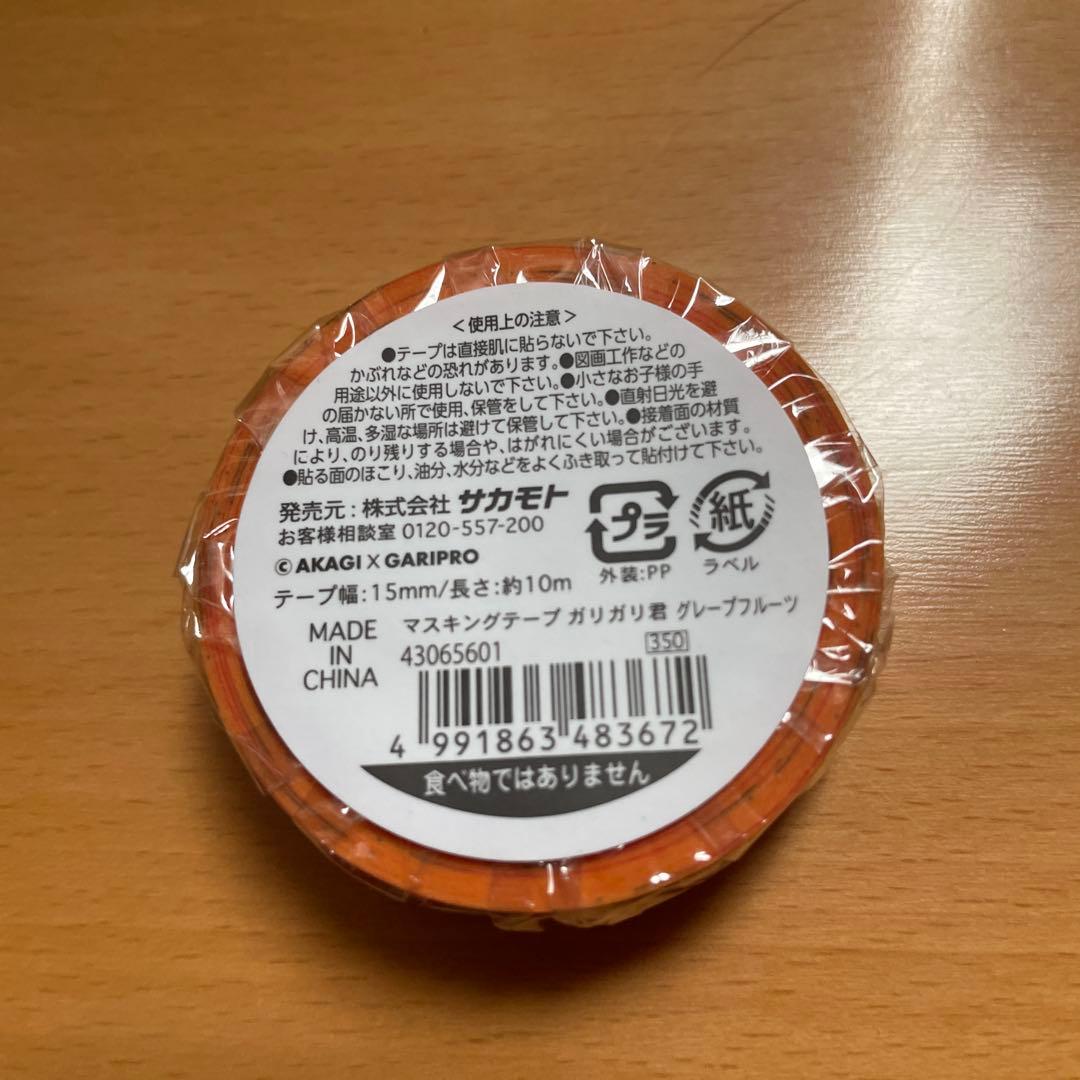 ＜使用上の注意＞
●テープは直接肌に貼らないで下さい。
かぶれなどの恐れがあります。●図画工作などの
用途以外に使用しないで下さい。●小さなお子様の手
の届かない所で使用、保管をして下さい。●直射日光を避
け、高温、多湿な場所は避けて保管して下さい。●接着面の材質
により、のり残りする場合や、はがれにくい場合がございます。
●貼る面のほこり、油分、水分などをよくふき取って貼付けて下さい。
発売元：株式会社 サカモト
お客様相談室 0120-557-200
© AKAGI X GARIPRO
プラ
外装：PP
紙
ラベル
テープ幅：15mm/長さ：約10m
MADE
IN
CHINA
マスキングテープ ガリガリ君 グレープフルーツ
43065601
350
4 991863 483672
食べ物ではありません